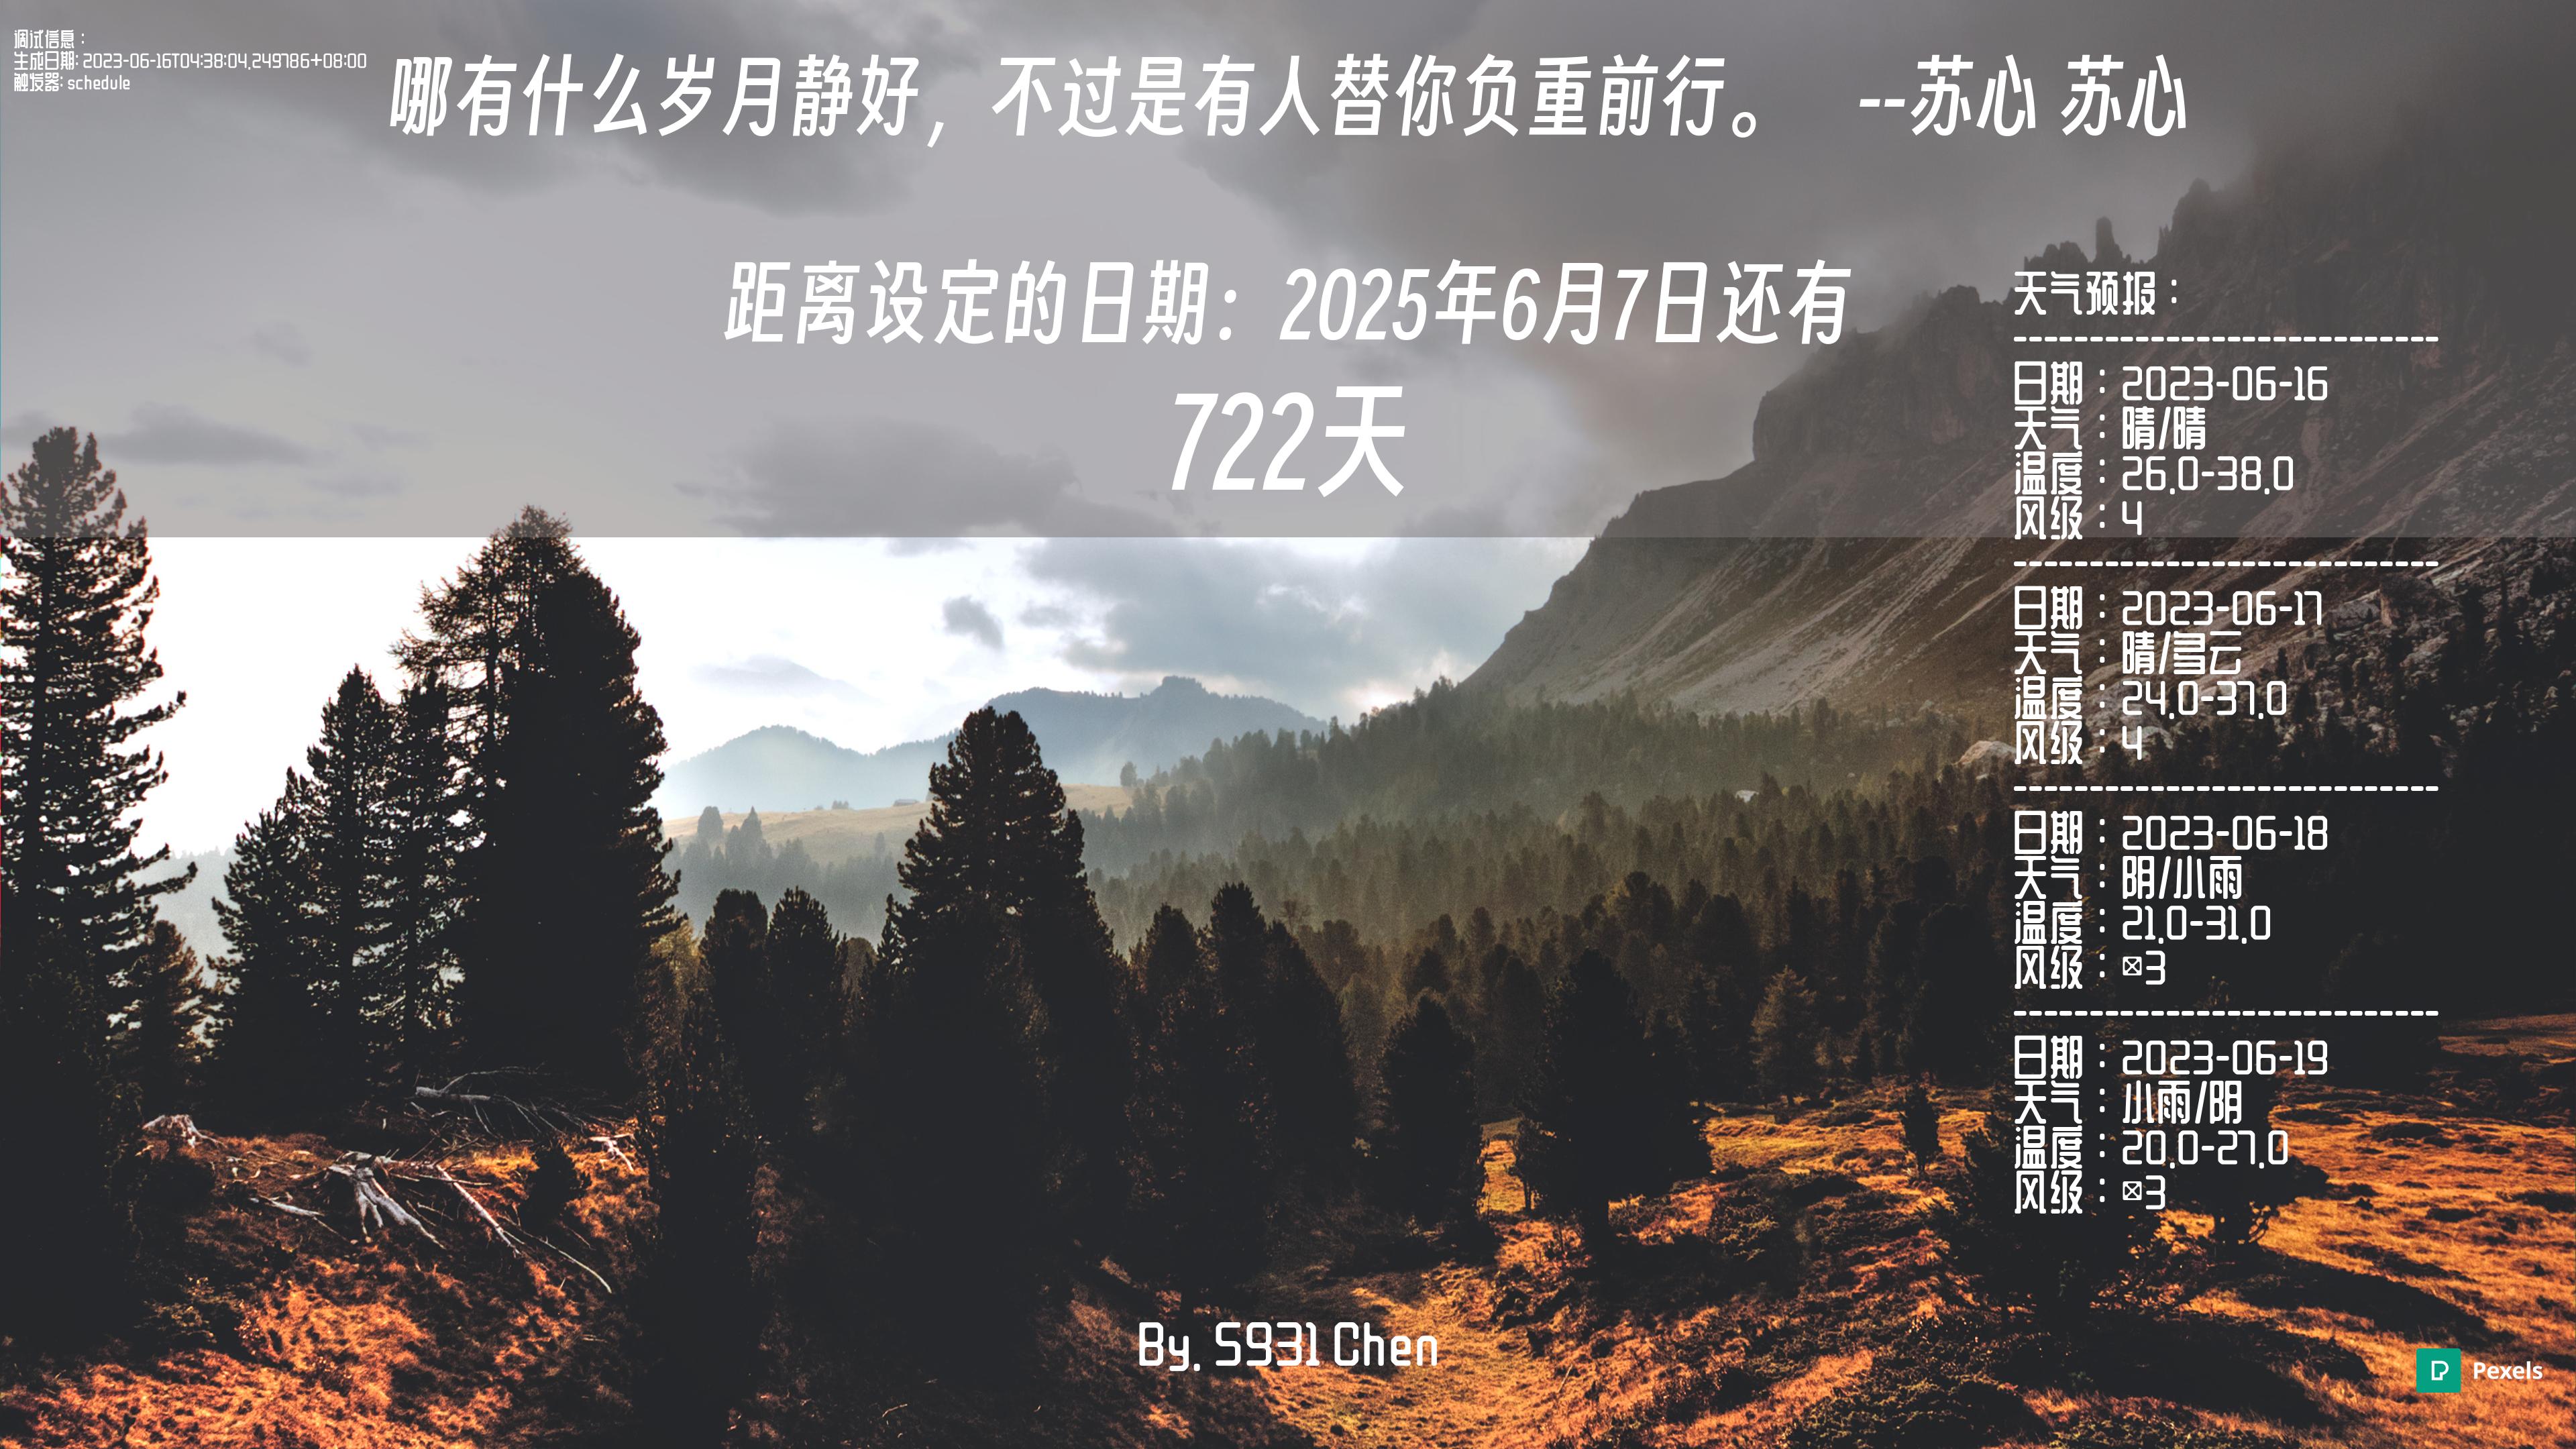 调试信息：
生成日期: 2023-06-16T04:38:04.249786+08:00
触发器: schedule
哪有什么岁月静好，不过是有人替你负重前行。 --苏心 苏心
距离设定的日期：2025年6月7日还有
722天
天气预报：
----------------------------
日期：2023-06-16
天气：晴/晴
温度：26.0-38.0
风级：4
----------------------------
日期：2023-06-17
天气：晴/多云
温度：24.0-37.0
风级：4
----------------------------
日期：2023-06-18
天气：阴/小雨
温度：21.0-31.0
风级：☒3
----------------------------
日期：2023-06-19
天气：小雨/阴
温度：20.0-27.0
风级：☒3
By. S931 Chen
Pexels